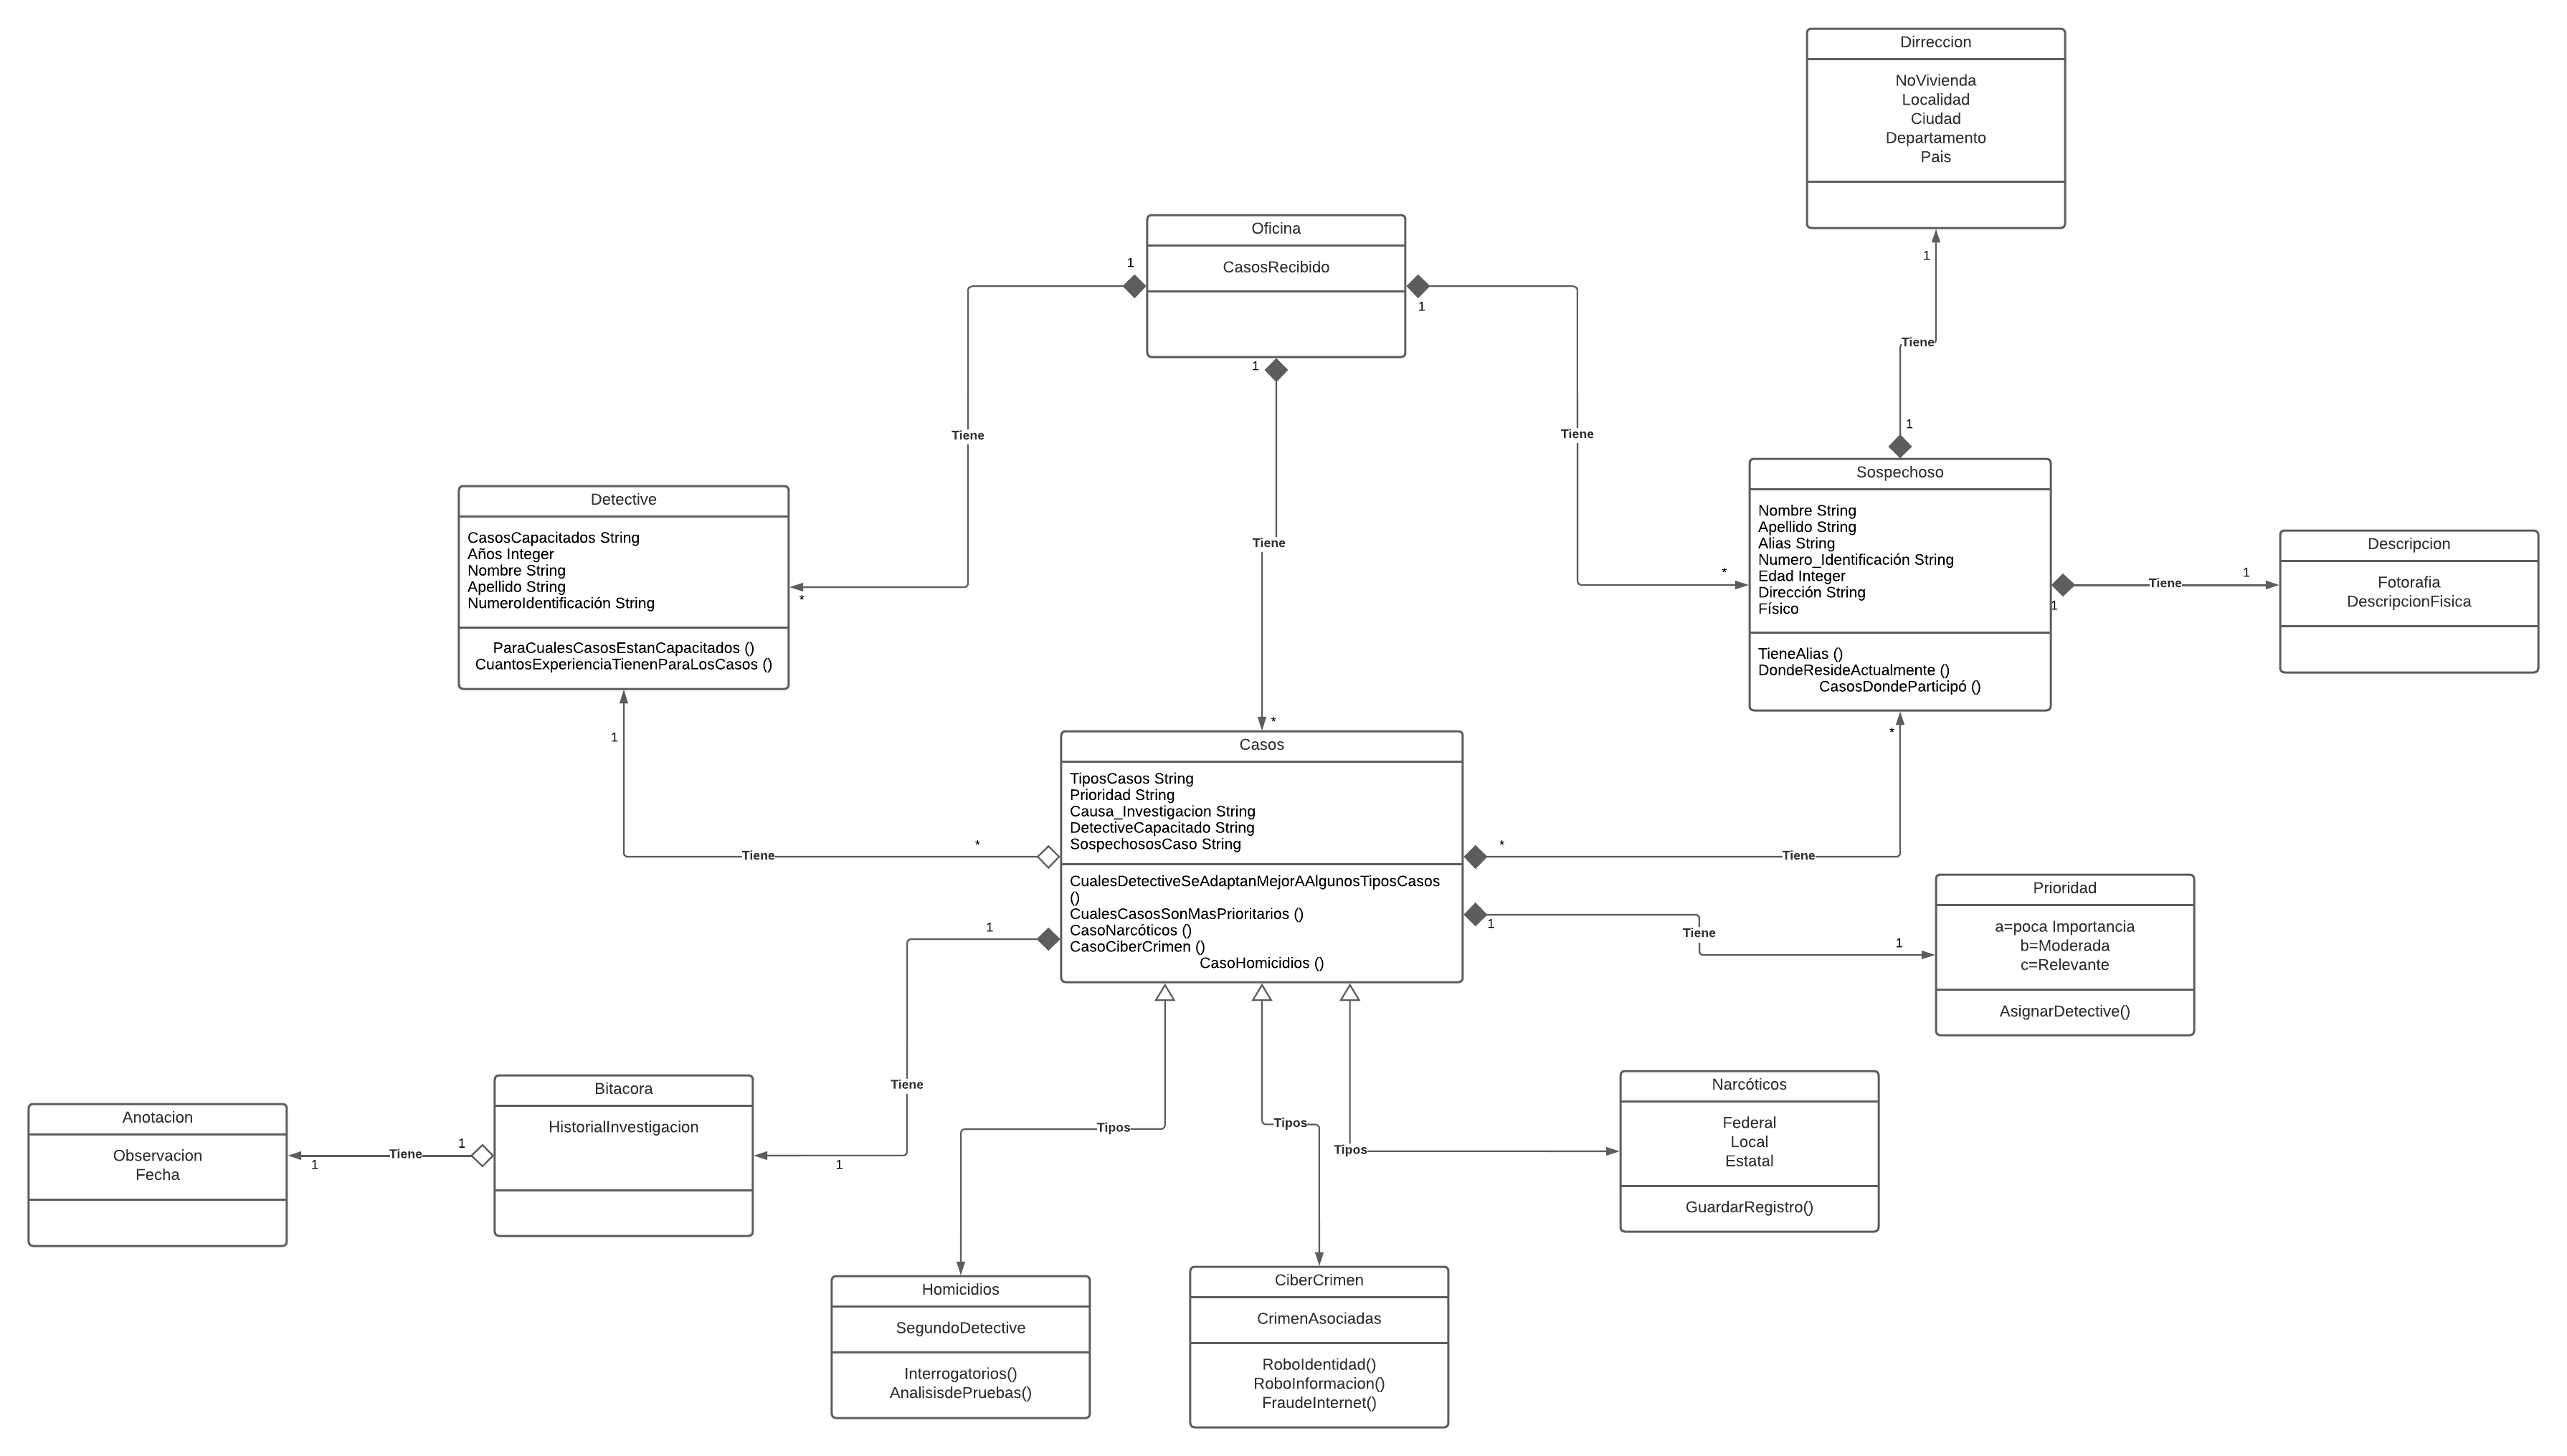 Dirreccion
NoVivienda
Localidad
Ciudad
Departamento
Pais
1
Tiene
1
Oficina
CasosRecibido
1
1
1
Tiene
*
Tiene
*
Tiene
*
Detective
CasosCapacitados String
Años Integer
Nombre String
Apellido String
NumeroIdentificación String
ParaCualesCasosEstanCapacitados ()
CuantosExperienciaTienenParaLosCasos ()
Sospechoso
Nombre String
Apellido String
Alias String
Numero_Identificación String
Edad Integer
Dirección String
Físico
TieneAlias ()
DondeResideActualmente ()
CasosDondeParticipó ()
1
Tiene
1
Descripcion
Fotorafia
DescripcionFisica
Casos
TiposCasos String
Prioridad String
Causa_Investigacion String
DetectiveCapacitado String
SospechososCaso String
CualesDetectiveSeAdaptanMejorAAlgunosTiposCasos
()
CualesCasosSonMasPrioritarios ()
CasoNarcóticos ()
CasoCiberCrimen ()
CasoHomicidios ()
1
Tiene
*
*
Tiene
*
1
Tiene
1
Prioridad
a=poca Importancia
b=Moderada
c=Relevante
AsignarDetective()
1
Tiene
1
Bitacora
HistorialInvestigacion
1
Tiene
1
Anotacion
Observacion
Fecha
Tipos
Tipos
Tipos
Narcóticos
Federal
Local
Estatal
GuardarRegistro()
Homicidios
SegundoDetective
Interrogatorios()
AnalisisdePruebas()
CiberCrimen
CrimenAsociadas
RoboIdentidad()
RoboInformacion()
FraudeInternet()